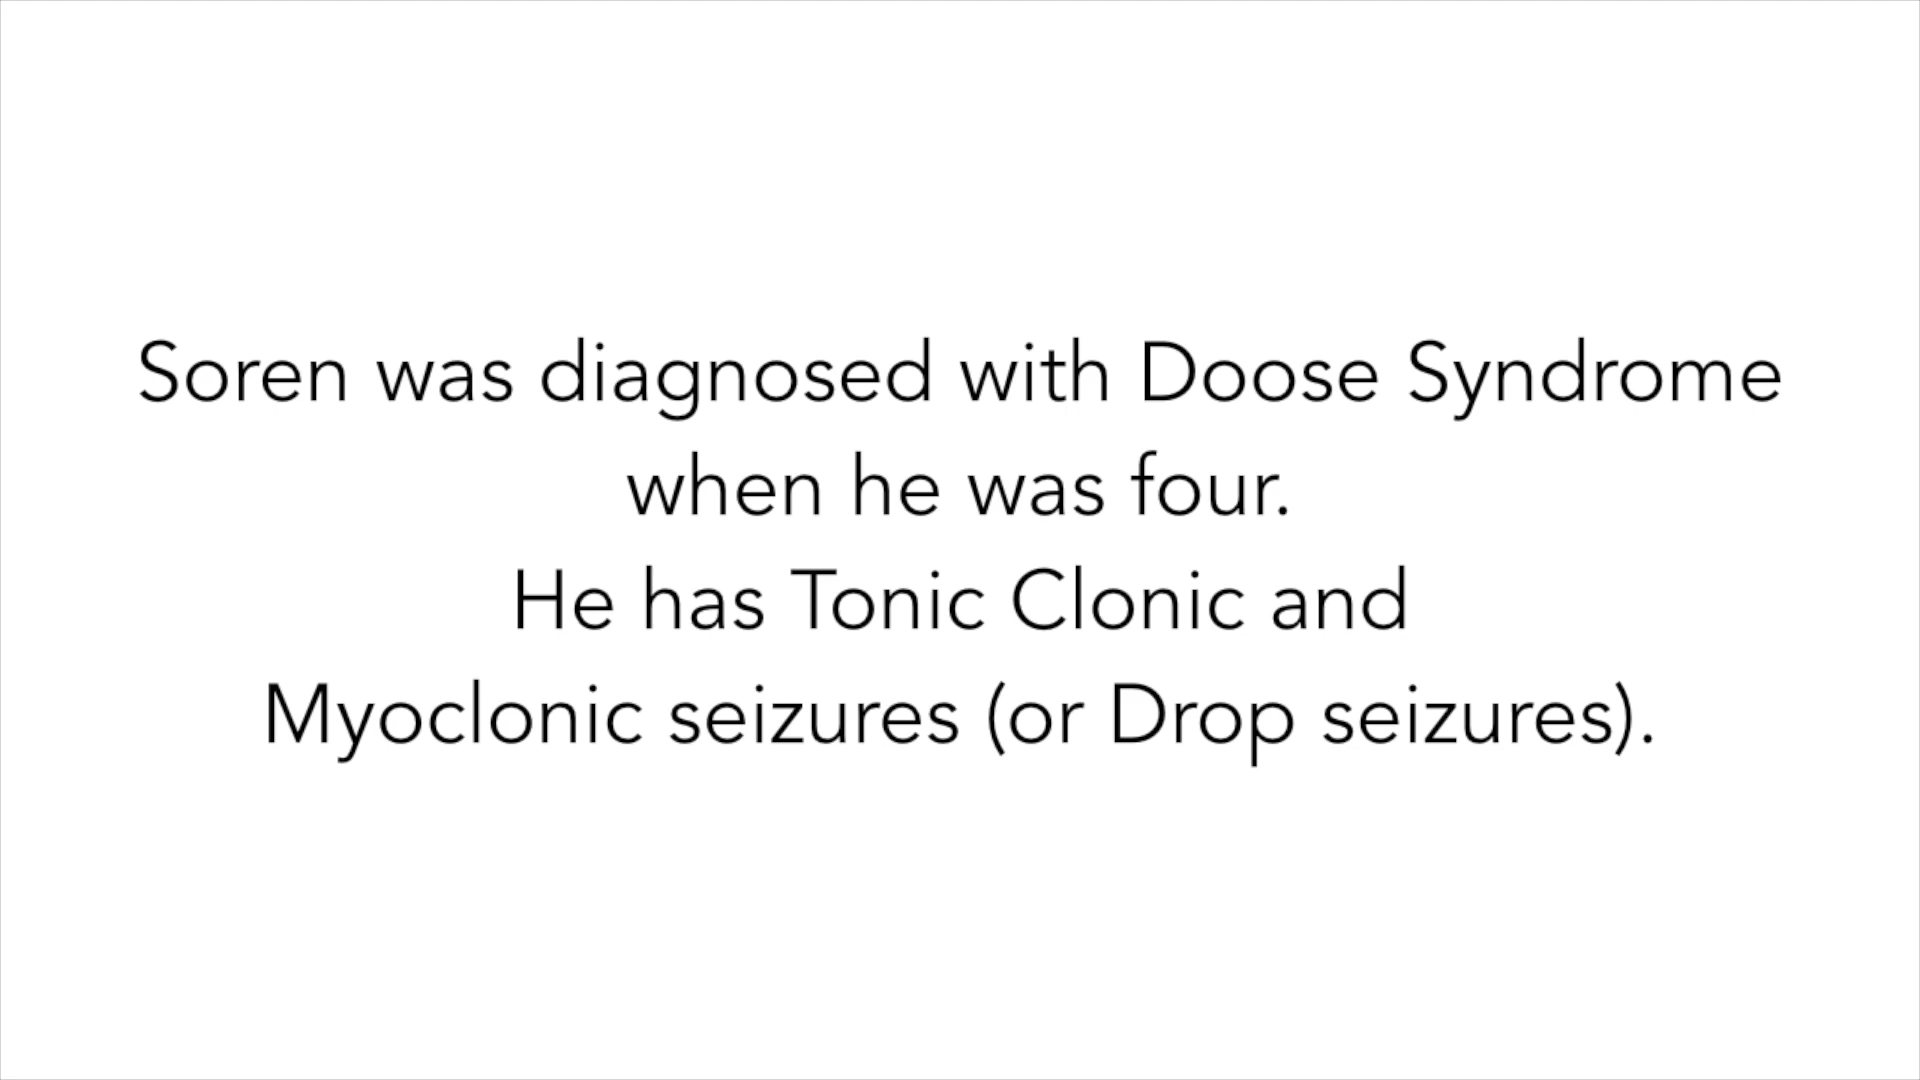 Soren was diagnosed with Doose Syndrome
when he was four.
He has Tonic Clonic and
Myoclonic seizures (or Drop seizures).